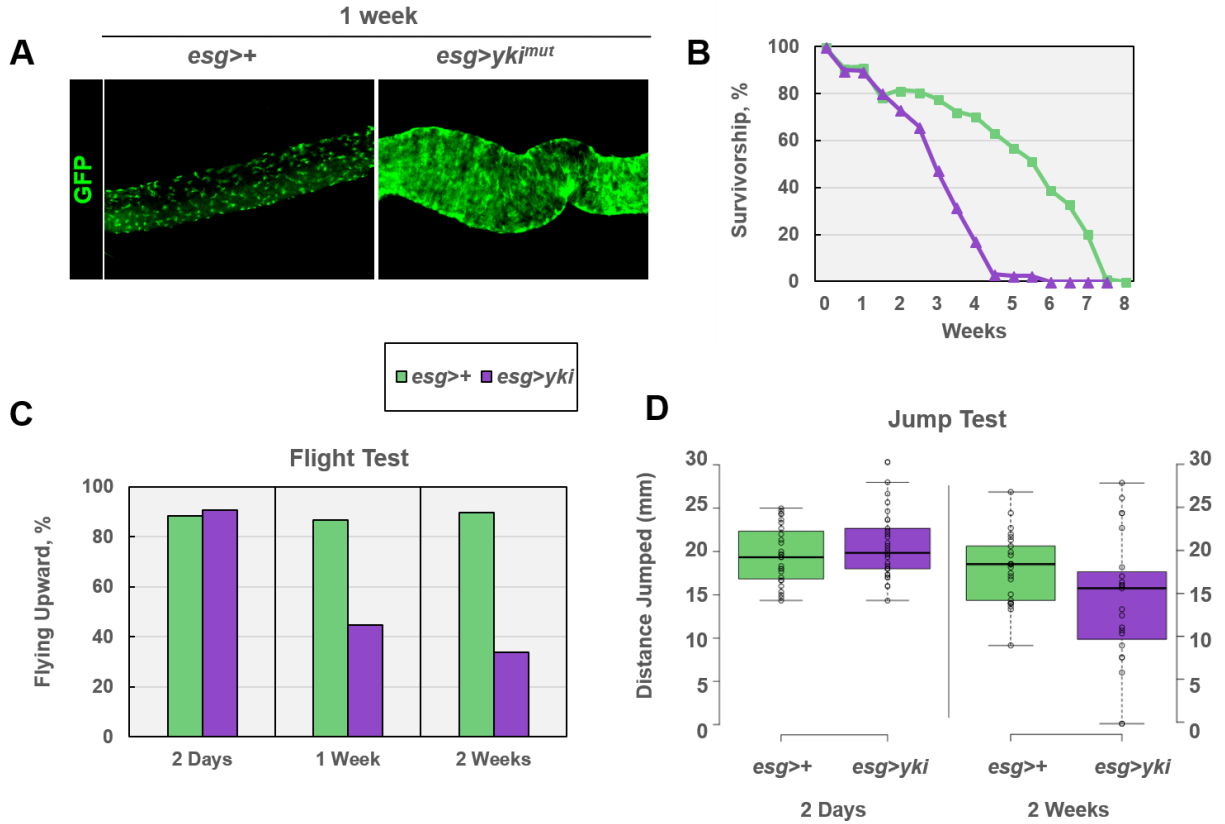 A
1 week
esg>+ esg>yki^mut
GFP
B
Survivorship, %
100
80
60
40
20
0
0 1 2 3 4 5 6 7 8
Weeks
esg>+ esg>yki
C
Flight Test
Flying Upward, %
100
80
60
40
20
0
2 Days 1 Week 2 Weeks
D
Jump Test
Distance Jumped (mm)
30 30
25 25
20 20
15 15
10 10
5 5
0 0
esg>+ esg>yki esg>+ esg>yki
2 Days 2 Weeks